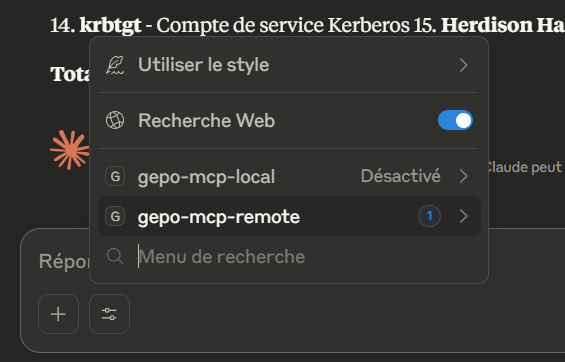 14. krbtgt - Compte de service Kerberos 15. Herdison Ha
Tota
Utiliser le style
Recherche Web
G gepo-mcp-local Désactivé
Claude peut
G gepo-mcp-remote 1
Menu de recherche
Répon